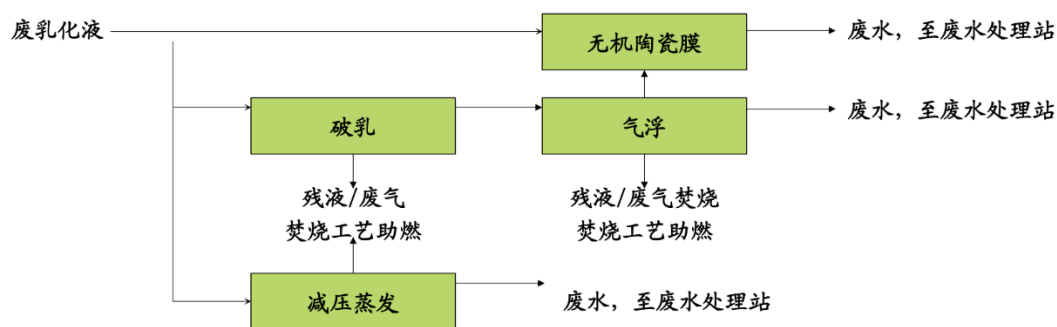 废乳化液
无机陶瓷膜
废水，至废水处理站
破乳
气浮
废水，至废水处理站
残液/废气
焚烧工艺助燃
残液/废气焚烧
焚烧工艺助燃
减压蒸发
废水，至废水处理站